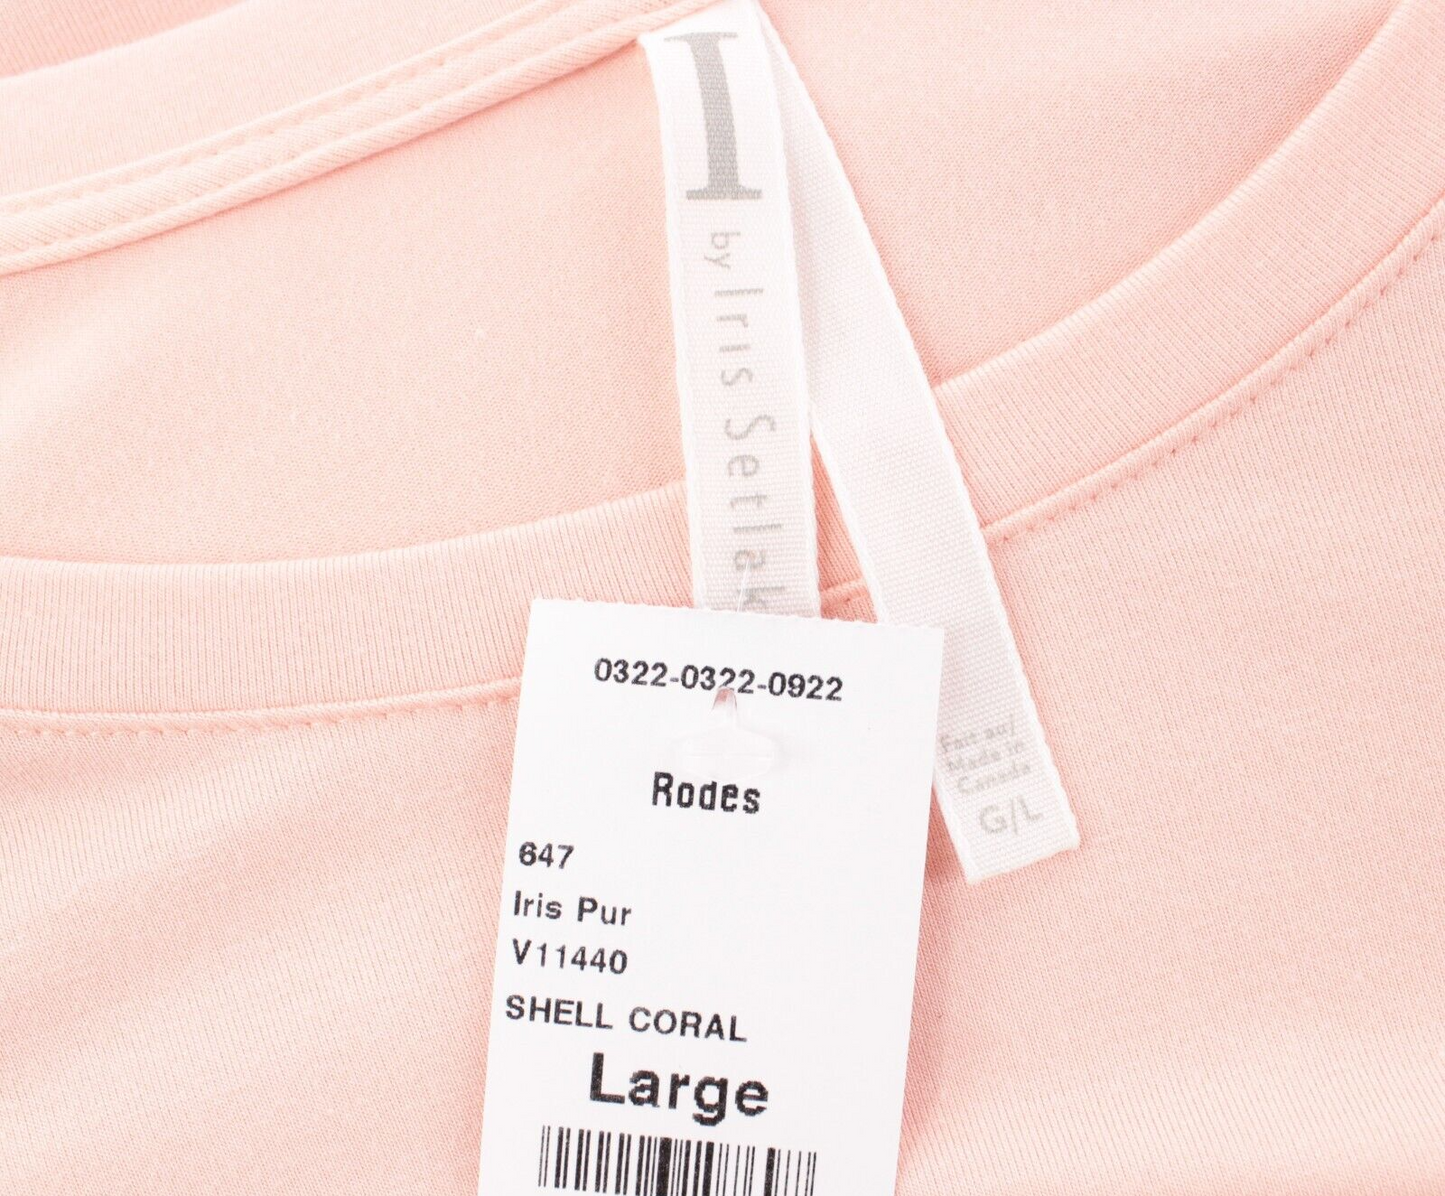 I
by Iris Setlak
0322-0322-0922
Rodes
647
Iris Pur
V11440
SHELL CORAL
Large
Fait au/
Made in
Canada
G/L